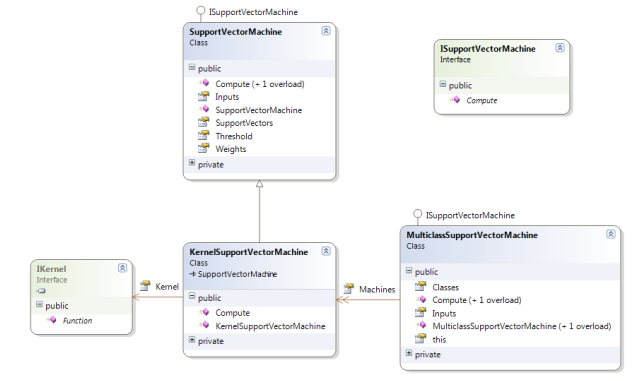 ISupportVectorMachine
SupportVectorMachine
Class
public
Compute (+ 1 overload)
Inputs
SupportVectorMachine
SupportVectors
Threshold
Weights
private
ISupportVectorMachine
Interface
public
Compute
KernelSupportVectorMachine
Class
SupportVectorMachine
public
Compute
KernelSupportVectorMachine
private
IKernel
Interface
public
Function
Kernel
Machines
ISupportVectorMachine
MulticlassSupportVectorMachine
Class
public
Classes
Compute (+ 1 overload)
Inputs
MulticlassSupportVectorMachine (+ 1 overload)
this
private